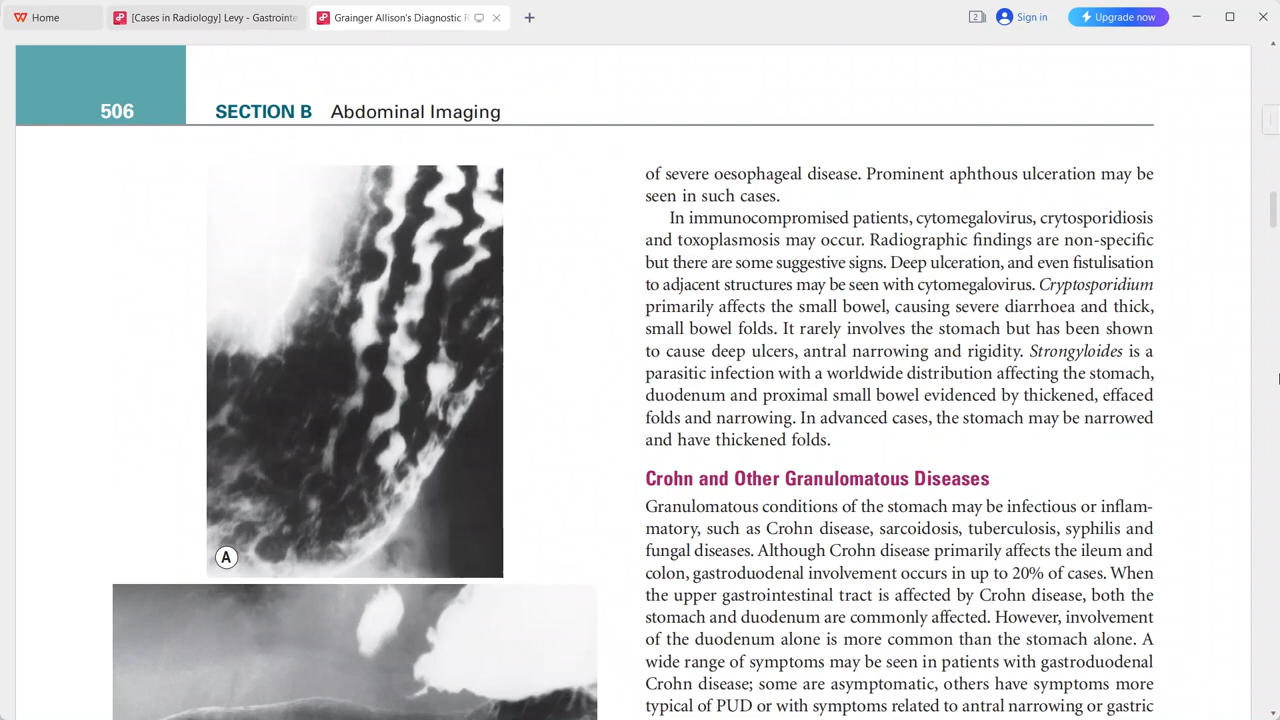 Home
[Cases in Radiology] Levy - Gastrointe
Grainger Allison's Diagnostic R
2
Sign in
Upgrade now
506
SECTION B Abdominal Imaging
A
of severe oesophageal disease. Prominent aphthous ulceration may be
seen in such cases.
In immunocompromised patients, cytomegalovirus, crytosporidiosis
and toxoplasmosis may occur. Radiographic findings are non-specific
but there are some suggestive signs. Deep ulceration, and even fistulisation
to adjacent structures may be seen with cytomegalovirus. Cryptosporidium
primarily affects the small bowel, causing severe diarrhoea and thick,
small bowel folds. It rarely involves the stomach but has been shown
to cause deep ulcers, antral narrowing and rigidity. Strongyloides is a
parasitic infection with a worldwide distribution affecting the stomach,
duodenum and proximal small bowel evidenced by thickened, effaced
folds and narrowing. In advanced cases, the stomach may be narrowed
and have thickened folds.
Crohn and Other Granulomatous Diseases
Granulomatous conditions of the stomach may be infectious or inflam-
matory, such as Crohn disease, sarcoidosis, tuberculosis, syphilis and
fungal diseases. Although Crohn disease primarily affects the ileum and
colon, gastroduodenal involvement occurs in up to 20% of cases. When
the upper gastrointestinal tract is affected by Crohn disease, both the
stomach and duodenum are commonly affected. However, involvement
of the duodenum alone is more common than the stomach alone. A
wide range of symptoms may be seen in patients with gastroduodenal
Crohn disease; some are asymptomatic, others have symptoms more
typical of PUD or with symptoms related to antral narrowing or gastric